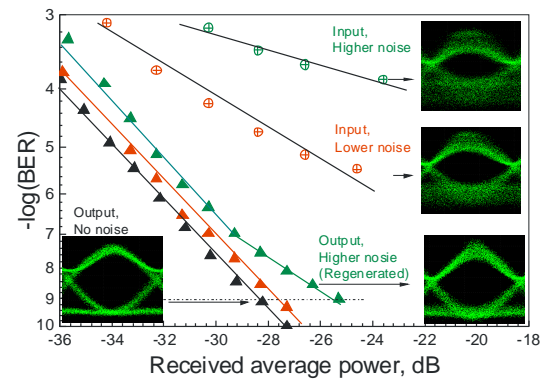 3
4
5
6
7
8
9
10
-log(BER)
Input,
Higher noise
Input,
Lower noise
Output,
No noise
Output,
Higher nosie
(Regenerated)
-36 -34 -32 -30 -28 -26 -24 -22 -20 -18
Received average power, dB